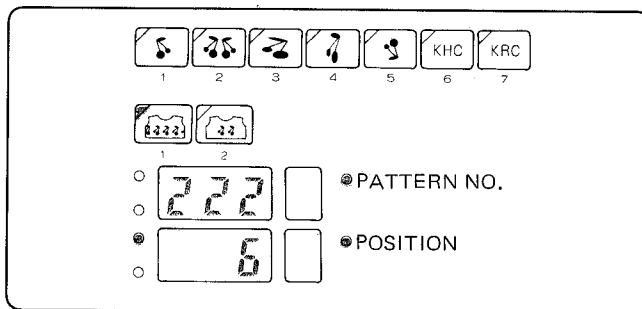 KHC KRC
1 2 3 4 5 6 7
1 2
222 PATTERN NO.
6 POSITION